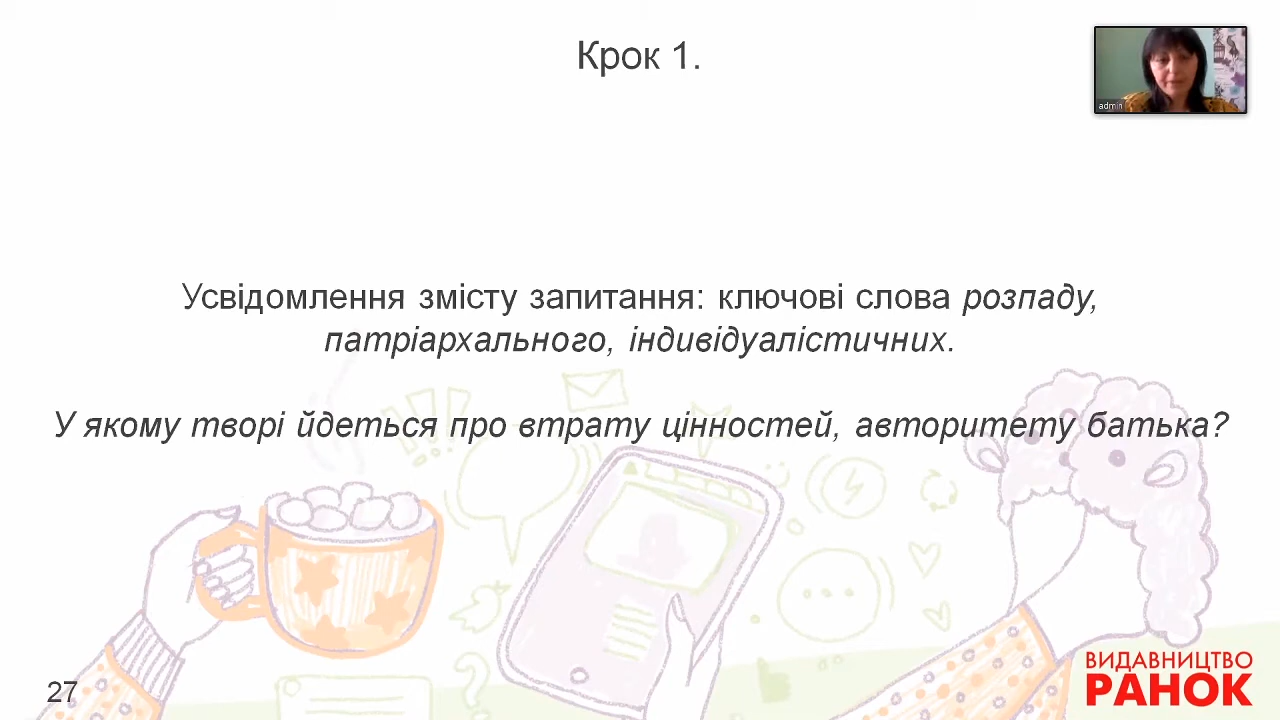 Крок 1.
admin
Усвідомлення змісту запитання: ключові слова розпаду,
патріархального, індивідуалістичних.
У якому творі йдеться про втрату цінностей, авторитету батька?
27
ВИДАВНИЦТВО
РАНОК